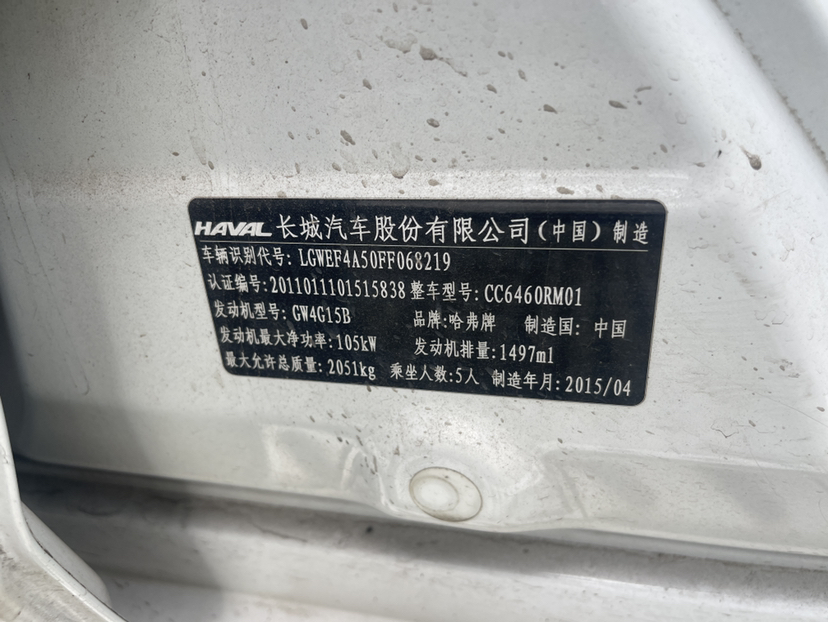 HAVAL 长城汽车股份有限公司(中国)制造
车辆识别代号: LGWEF4A50FF068219
认证编号:2011011101515838 整车型号: CC6460RM01
发动机型号: GW4G15B 品牌:哈弗牌 制造国: 中国
发动机最大净功率:105kW 发动机排量:1497ml
最大允许总质量: 2051kg 乘坐人数:5人 制造年月:2015/04